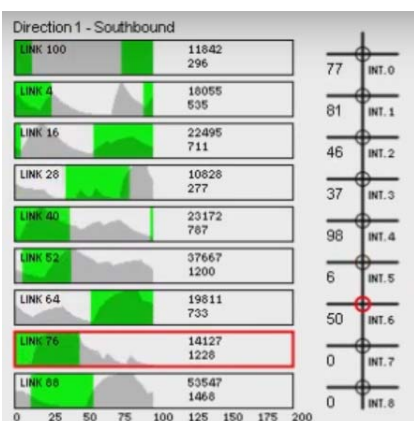 Direction 1 - Southbound
LINK 100 11842
296
LINK 4 18055
535
LINK 16 22495
711
LINK 28 10828
277
LINK 40 23172
787
LINK 52 37667
1200
LINK 64 19811
733
LINK 76 14127
1228
LINK 88 53547
1468
0 25 50 75 100 125 150 175 200
77 INT. 0
81 INT. 1
46 INT. 2
37 INT. 3
98 INT. 4
6 INT. 5
50 INT. 6
0 INT. 7
0 INT. 8